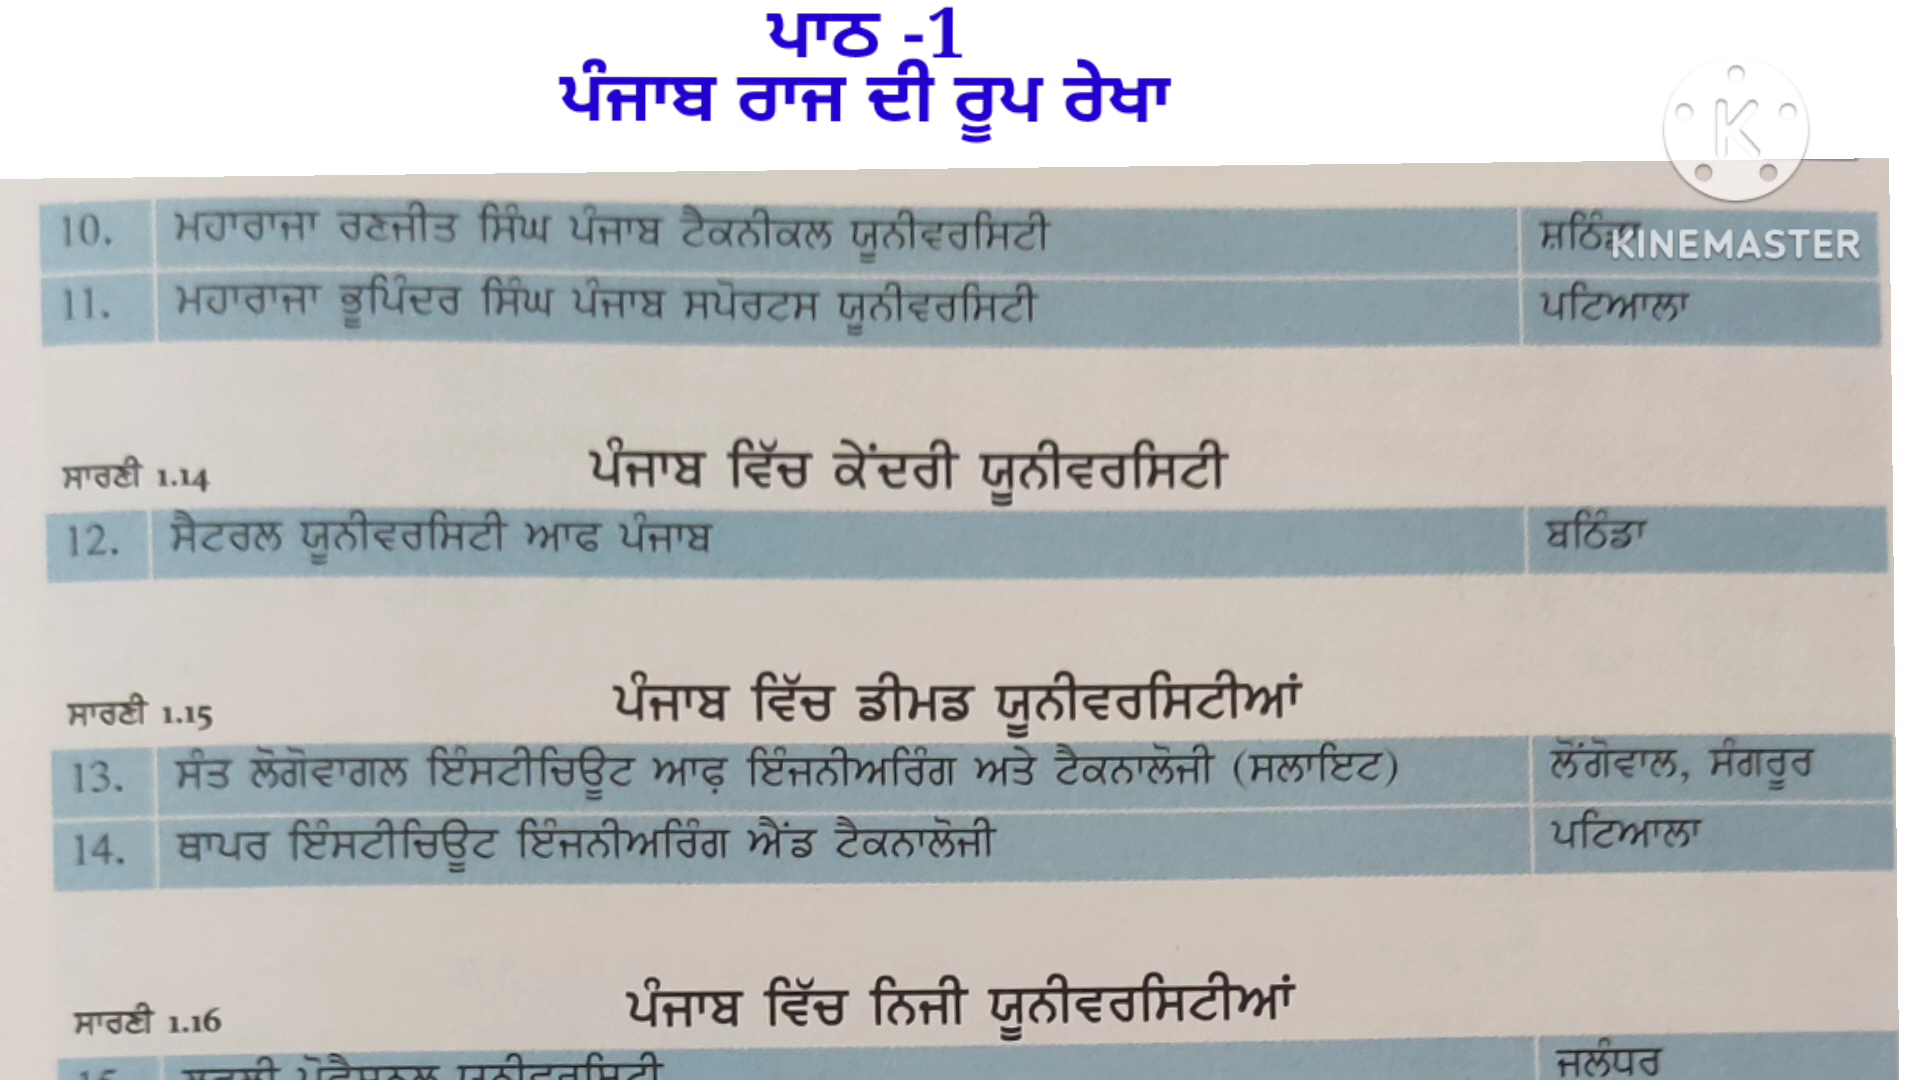 ਪਾਠ -1
ਪੰਜਾਬ ਰਾਜ ਦੀ ਰੂਪ ਰੇਖਾ
K
10. ਮਹਾਰਾਜਾ ਰਣਜੀਤ ਸਿੰਘ ਪੰਜਾਬ ਟੈਕਨੀਕਲ ਯੂਨੀਵਰਸਿਟੀ
KINEMASTER
11. ਮਹਾਰਾਜਾ ਭੂਪਿੰਦਰ ਸਿੰਘ ਪੰਜਾਬ ਸਪੋਰਟਸ ਯੂਨੀਵਰਸਿਟੀ ਪਟਿਆਲਾ
ਸਾਰਣੀ 1.14 ਪੰਜਾਬ ਵਿੱਚ ਕੇਂਦਰੀ ਯੂਨੀਵਰਸਿਟੀ
12. ਸੈਟਰਲ ਯੂਨੀਵਰਸਿਟੀ ਆਫ ਪੰਜਾਬ ਬਠਿੰਡਾ
ਸਾਰਣੀ 1.15 ਪੰਜਾਬ ਵਿੱਚ ਡੀਮਡ ਯੂਨੀਵਰਸਿਟੀਆਂ
13. ਸੰਤ ਲੋਗੋਵਾਗਲ ਇੰਸਟੀਚਿਊਟ ਆਫ਼ ਇੰਜਨੀਅਰਿੰਗ ਅਤੇ ਟੈਕਨਾਲੋਜੀ (ਸਲਾਇਟ) ਲੋਂਗੋਵਾਲ, ਸੰਗਰੂਰ
14. ਥਾਪਰ ਇੰਸਟੀਚਿਊਟ ਇੰਜਨੀਅਰਿੰਗ ਐਂਡ ਟੈਕਨਾਲੋਜੀ ਪਟਿਆਲਾ
ਸਾਰਣੀ 1.16 ਪੰਜਾਬ ਵਿੱਚ ਨਿਜੀ ਯੂਨੀਵਰਸਿਟੀਆਂ
ਜਲੰਧਰ